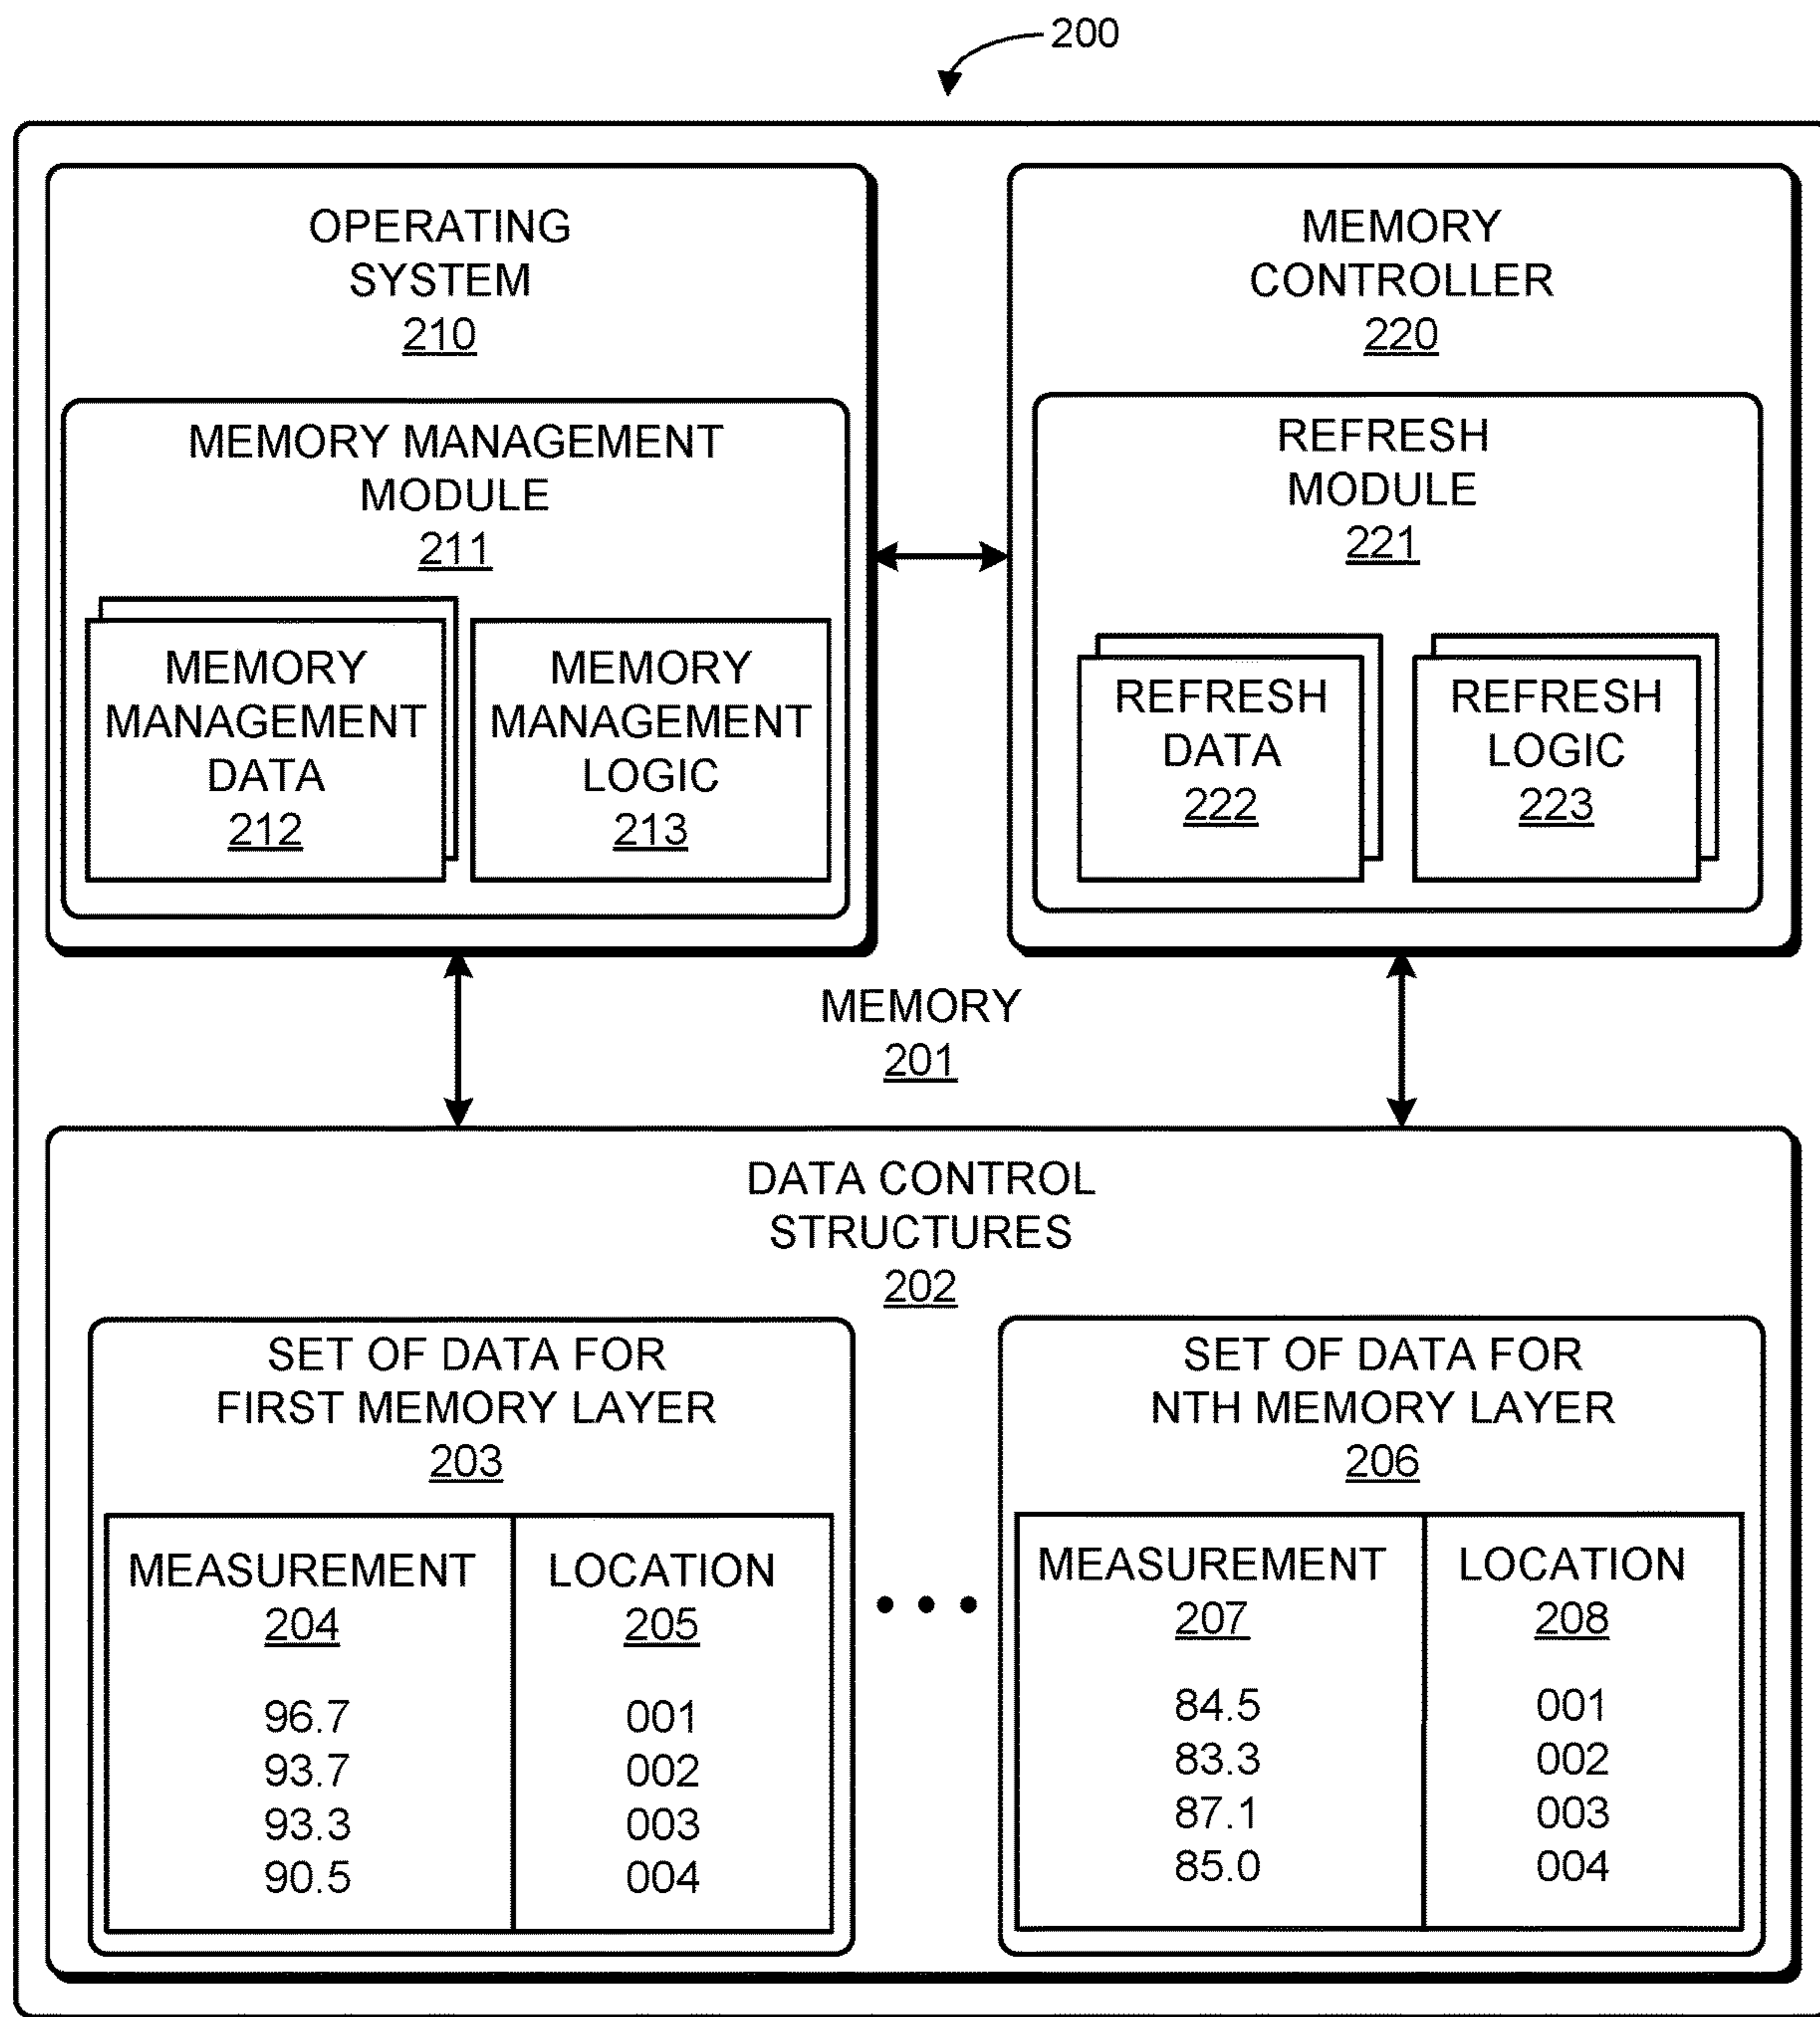 200
OPERATING
SYSTEM
210
MEMORY MANAGEMENT
MODULE
211
MEMORY
MANAGEMENT
DATA
212
MEMORY
MANAGEMENT
LOGIC
213
MEMORY
CONTROLLER
220
REFRESH
MODULE
221
REFRESH
DATA
222
REFRESH
LOGIC
223
MEMORY
201
DATA CONTROL
STRUCTURES
202
SET OF DATA FOR
FIRST MEMORY LAYER
203
MEASUREMENT LOCATION
204 205
96.7 001
93.7 002
93.3 003
90.5 004
SET OF DATA FOR
NTH MEMORY LAYER
206
MEASUREMENT LOCATION
207 208
84.5 001
83.3 002
87.1 003
85.0 004